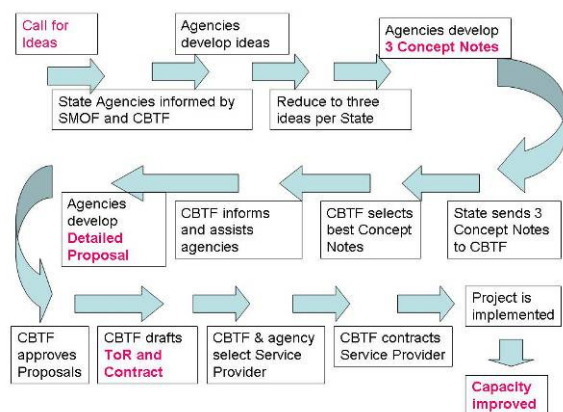 Call for
Ideas
Agencies
develop ideas
Agencies develop
3 Concept Notes
State Agencies informed by
SMOF and CBTF
Reduce to three
ideas per State
Agencies
develop
Detailed
Proposal
CBTF informs
and assists
agencies
CBTF selects
best Concept
Notes
State sends 3
Concept Notes
to CBTF
CBTF
approves
Proposals
CBTF drafts
ToR and
Contract
CBTF & agency
select Service
Provider
CBTF contracts
Service Provider
Project is
implemented
Capacity
improved